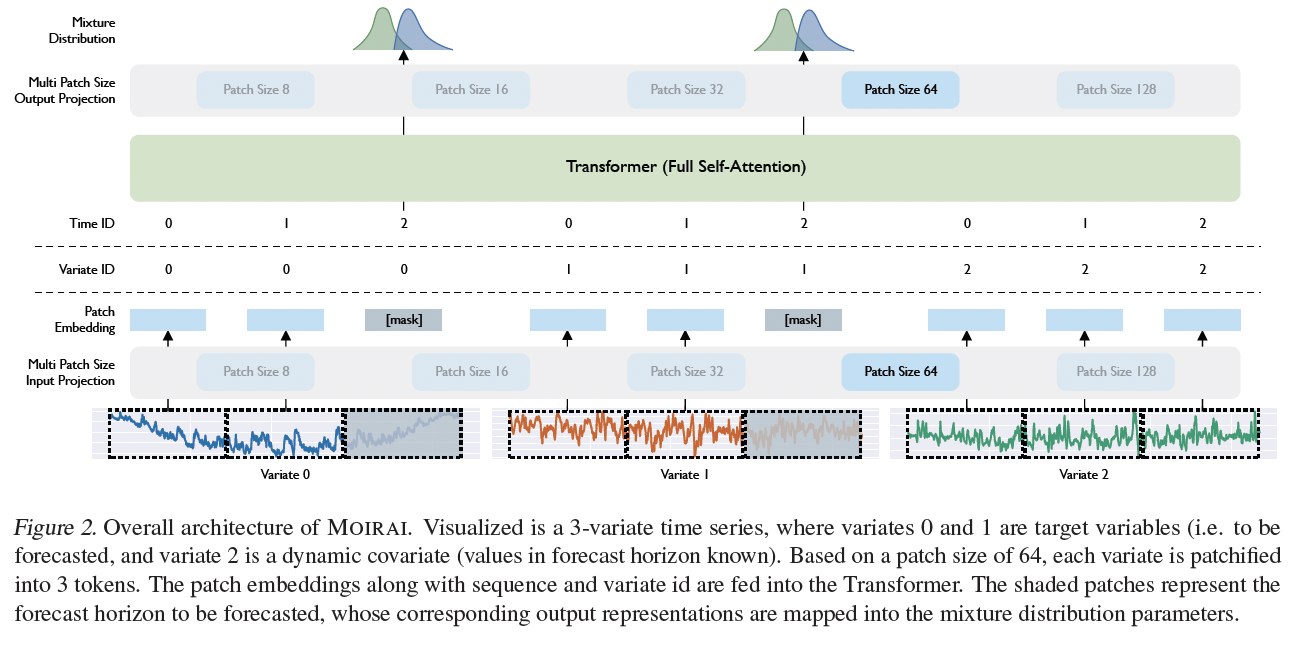 Mixture
Distribution
Multi Patch Size
Output Projection
Patch Size 8
Patch Size 16
Patch Size 32
Patch Size 64
Patch Size 128
Transformer (Full Self-Attention)
Time ID 0 1 2 0 1 2 0 1 2
Variate ID 0 0 0 1 1 1 2 2 2
Patch
Embedding
[mask] [mask]
Multi Patch Size
Input Projection
Patch Size 8
Patch Size 16
Patch Size 32
Patch Size 64
Patch Size 128
Variate 0 Variate 1 Variate 2
Figure 2. Overall architecture of MOIRAI. Visualized is a 3-variate time series, where variates 0 and 1 are target variables (i.e. to be
forecasted, and variate 2 is a dynamic covariate (values in forecast horizon known). Based on a patch size of 64, each variate is patchified
into 3 tokens. The patch embeddings along with sequence and variate id are fed into the Transformer. The shaded patches represent the
forecast horizon to be forecasted, whose corresponding output representations are mapped into the mixture distribution parameters.